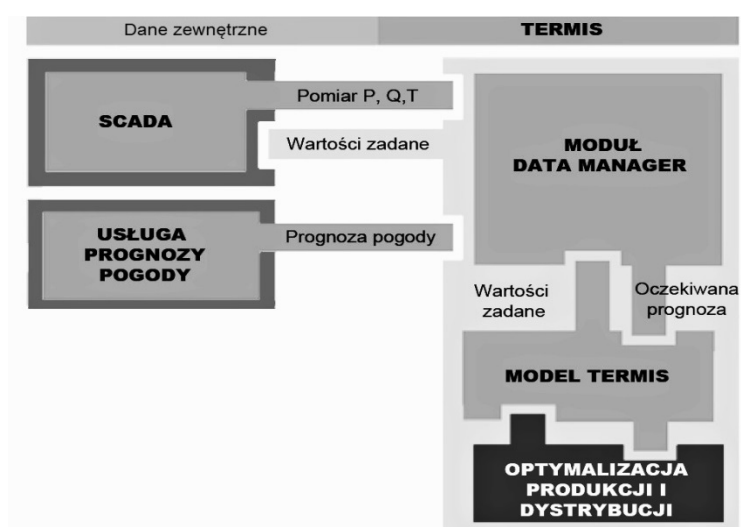 Dane zewnętrzne
TERMIS
SCADA
Pomiar P, Q,T
Wartości zadane
MODUŁ
DATA MANAGER
USŁUGA
PROGNOZY
POGODY
Prognoza pogody
Wartości
zadane
Oczekiwana
prognoza
MODEL TERMIS
OPTYMALIZACJA
PRODUKCJI I
DYSTRYBUCJI